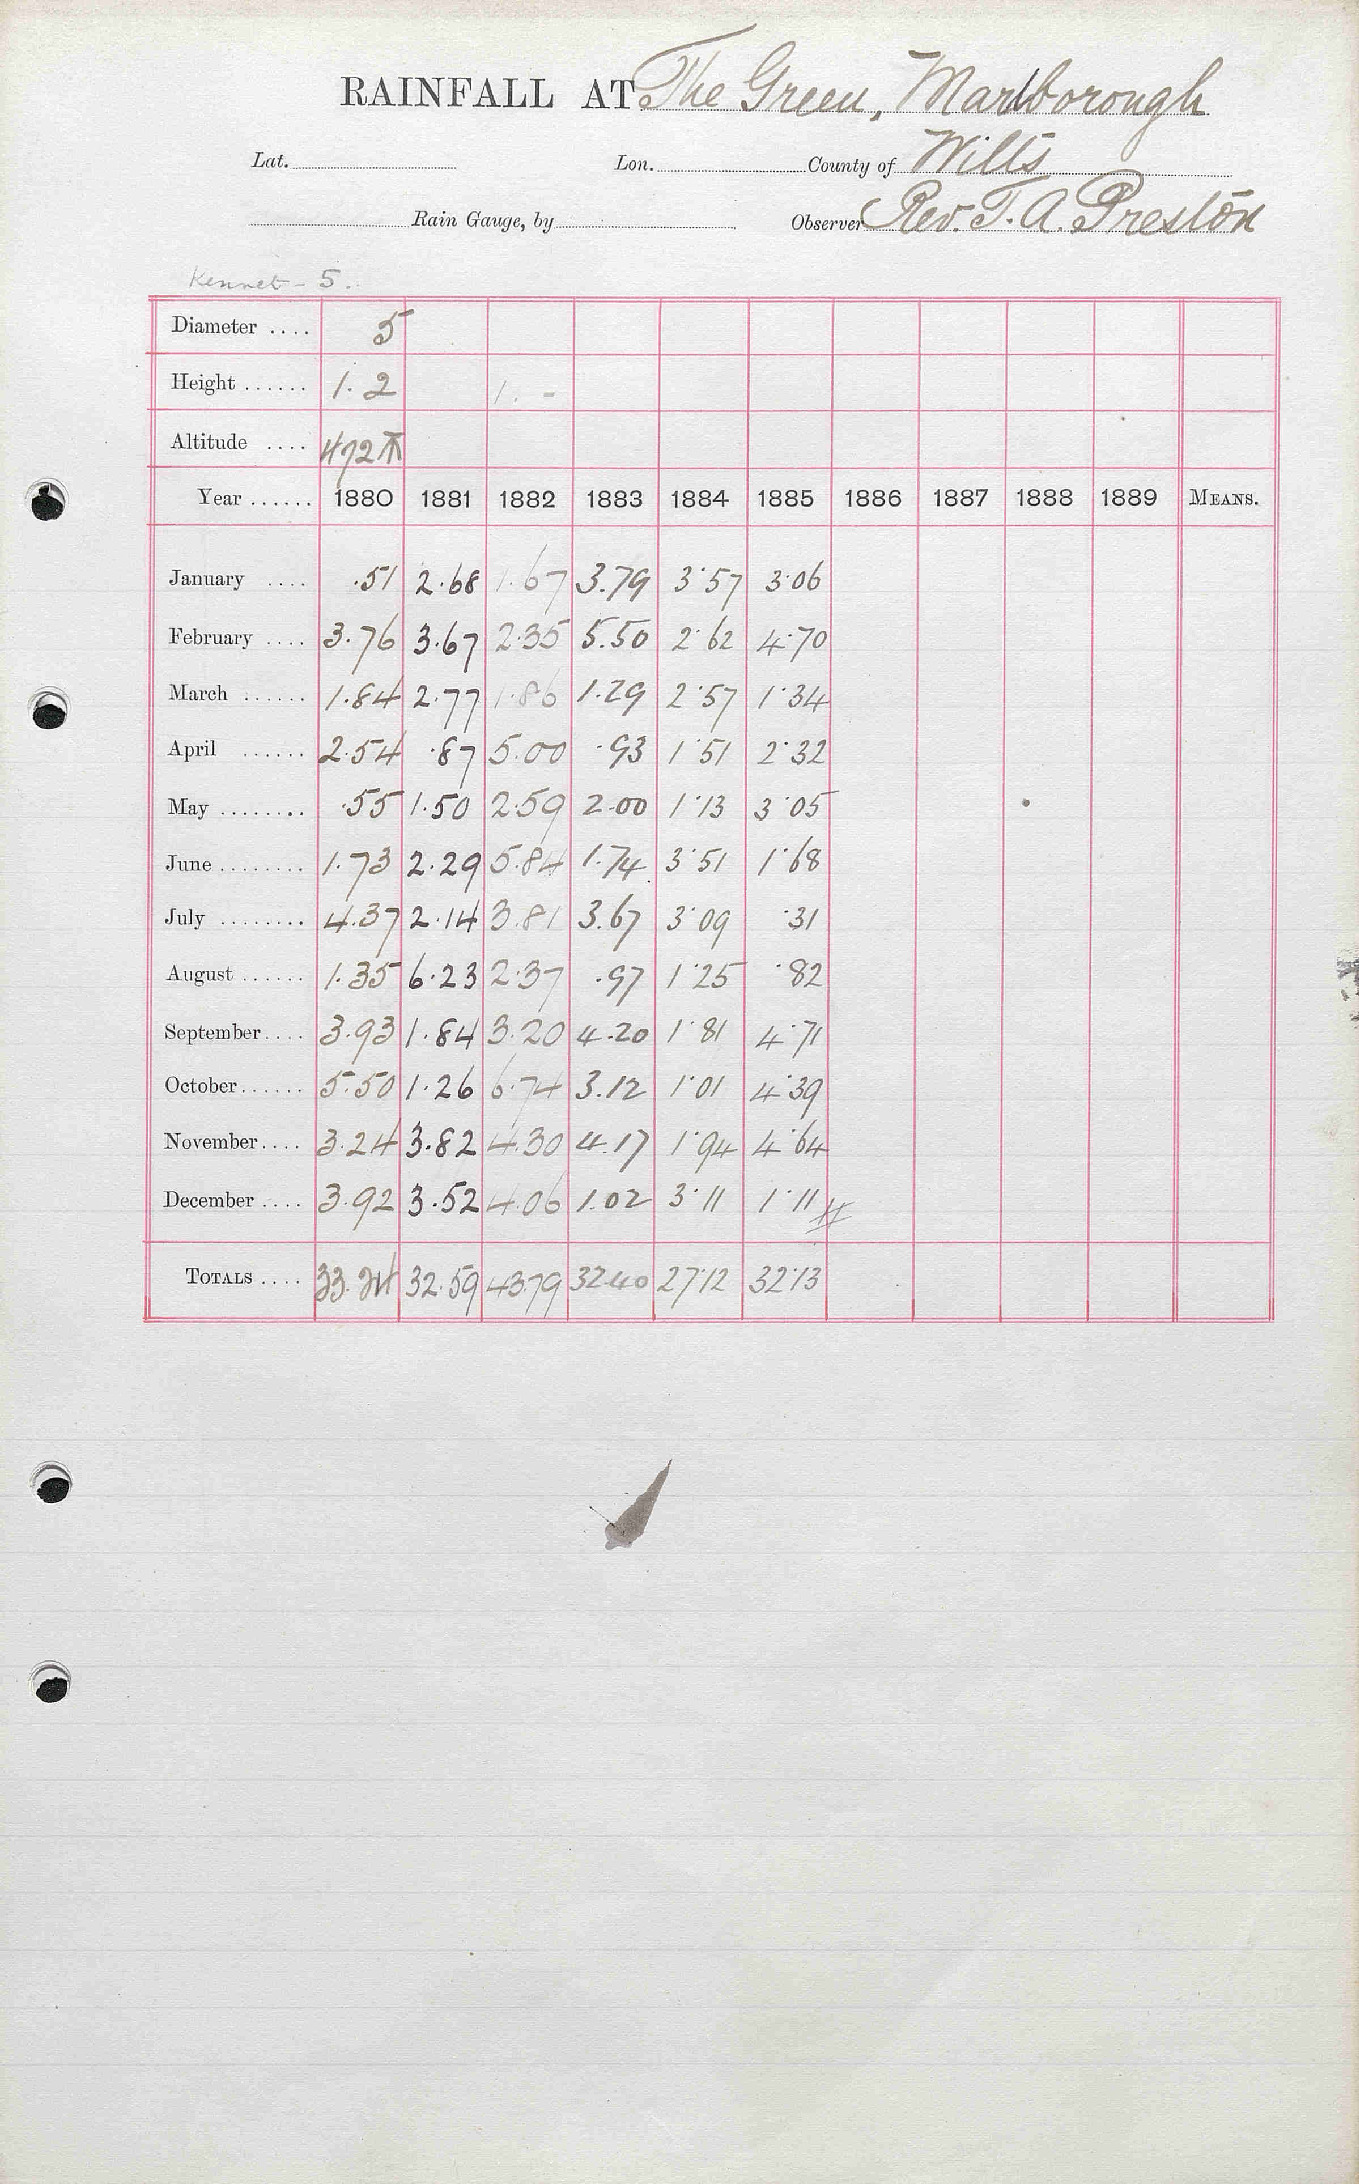 RAINFALL AT The Green, Marlborough
Lat. Lon. County of Wilts
Rain Gauge, by Observer Rev. T. A. Preston
Kennet - 5.
Diameter .... 5
Height ...... 1. 2 1. -
Altitude .... 472
Year ...... 1880 1881 1882 1883 1884 1885 1886 1887 1888 1889 MEANS.
January .... .51 2.68 1.67 3.79 3·57 3·06
February .... 3.76 3.67 2.35 5.50 2·62 4·70
March ...... 1.84 2.77 1.86 1.29 2·57 1·34
April ...... 2.54 .87 5.00 .93 1·51 2·32
May ........ .55 1.50 2.59 2.00 1·13 3·05
June ........ 1.73 2.29 5.84 1.74 3·51 1·68
July ........ 4.37 2.14 3.81 3.67 3·09 ·31
August ...... 1.35 6.23 2.37 .97 1·25 ·82
September .... 3.93 1.84 3.20 4.20 1·81 4·71
October ...... 5.50 1.26 6.74 3.12 1·01 4·39
November .... 3.24 3.82 4.30 4.17 1·94 4·64
December .... 3.92 3.52 4.06 1.02 3·11 1·11
TOTALS .... 33.24 32.59 43.79 32.40 27·12 32·13